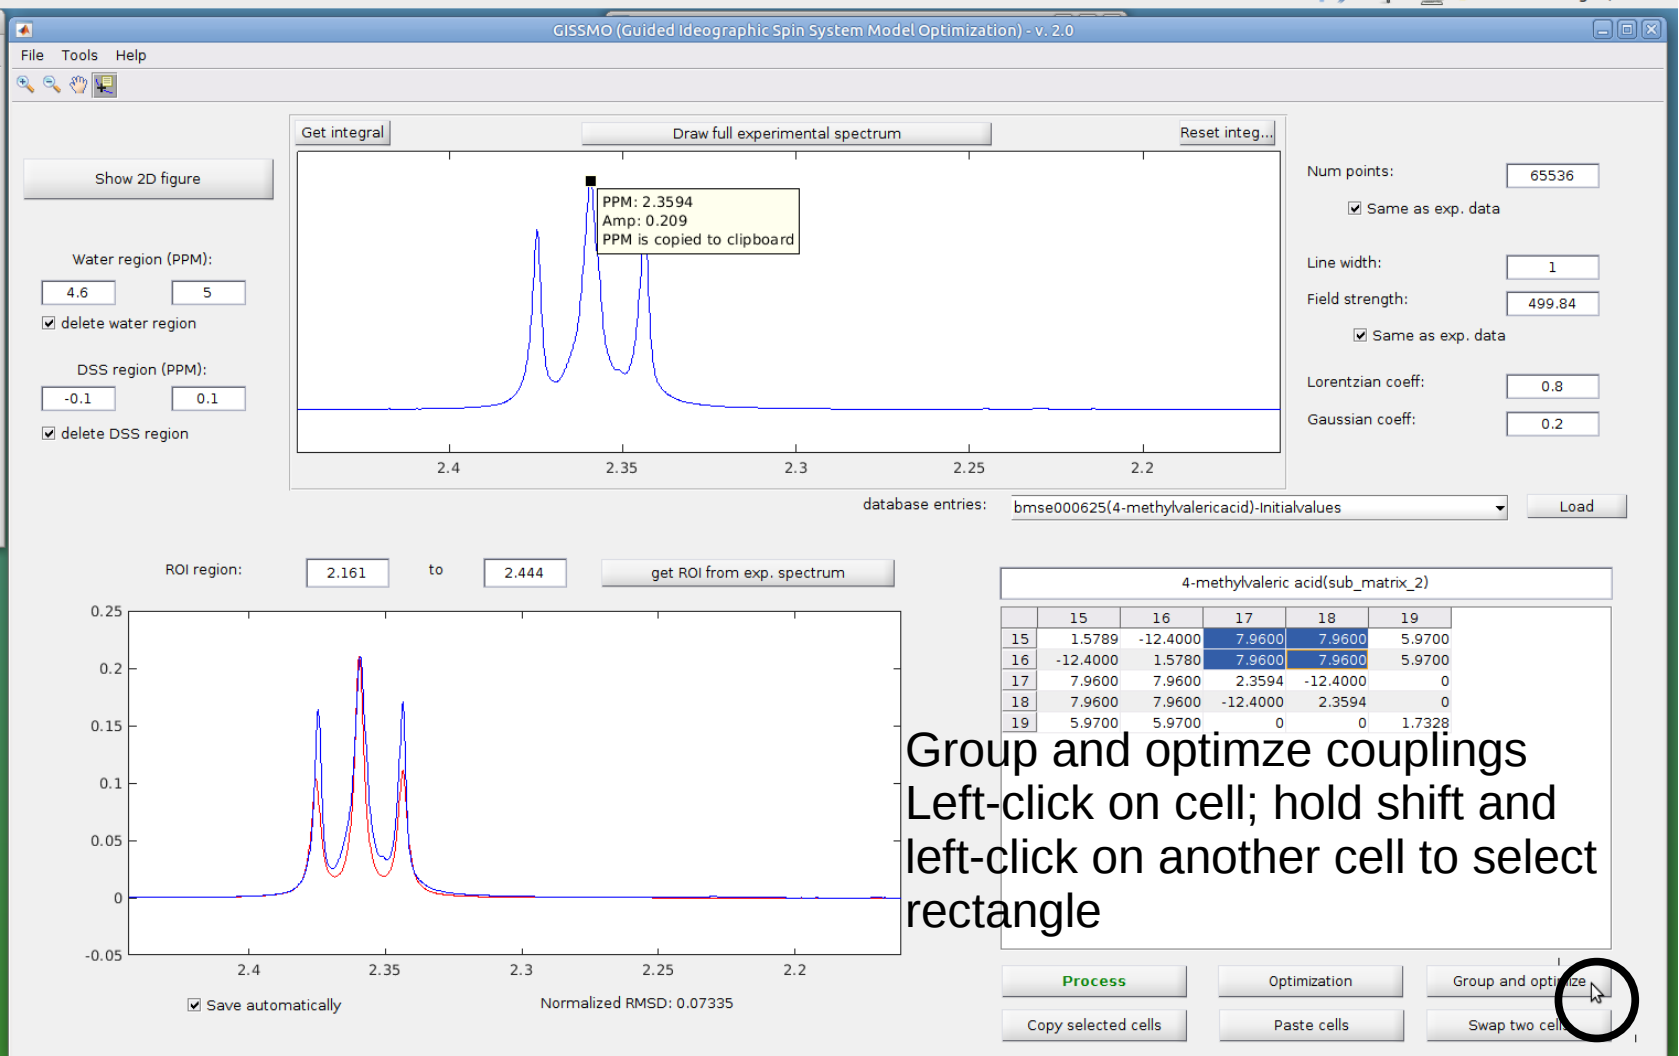 GISSMO (Guided Ideographic Spin System Model Optimization) - v. 2.0
File Tools Help
Get integral
Draw full experimental spectrum
Reset integ...
Show 2D figure
PPM: 2.3594
Amp: 0.209
PPM is copied to clipboard
Num points:
65536
Same as exp. data
Water region (PPM):
4.6 5
delete water region
Line width:
1
Field strength:
499.84
Same as exp. data
DSS region (PPM):
-0.1 0.1
delete DSS region
Lorentzian coeff:
0.8
Gaussian coeff:
0.2
2.4 2.35 2.3 2.25 2.2
database entries:
bmse000625(4-methylvalericacid)-Initialvalues
Load
ROI region:
2.161
to
2.444
get ROI from exp. spectrum
4-methylvaleric acid(sub_matrix_2)
15 16 17 18 19
15 1.5789 -12.4000 7.9600 7.9600 5.9700
16 -12.4000 1.5780 7.9600 7.9600 5.9700
17 7.9600 7.9600 2.3594 -12.4000 0
18 7.9600 7.9600 -12.4000 2.3594 0
19 5.9700 5.9700 0 0 1.7328
0.25
0.2
0.15
0.1
0.05
0
-0.05
2.4 2.35 2.3 2.25 2.2
Group and optimze couplings
Left-click on cell; hold shift and
left-click on another cell to select
rectangle
Save automatically
Normalized RMSD: 0.07335
Process
Optimization
Group and optimize
Copy selected cells
Paste cells
Swap two cells